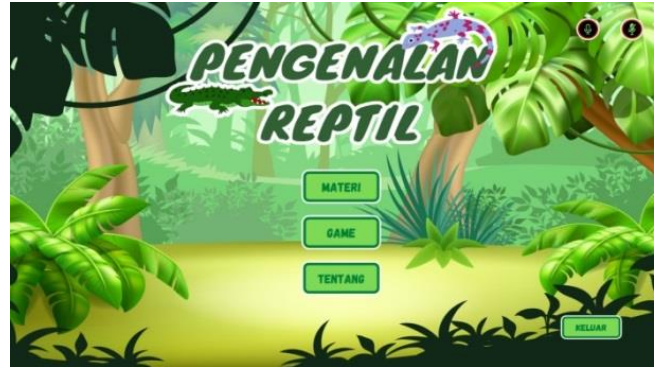 PENGENALAN
REPTIL
MATERI
GAME
TENTANG
KELUAR